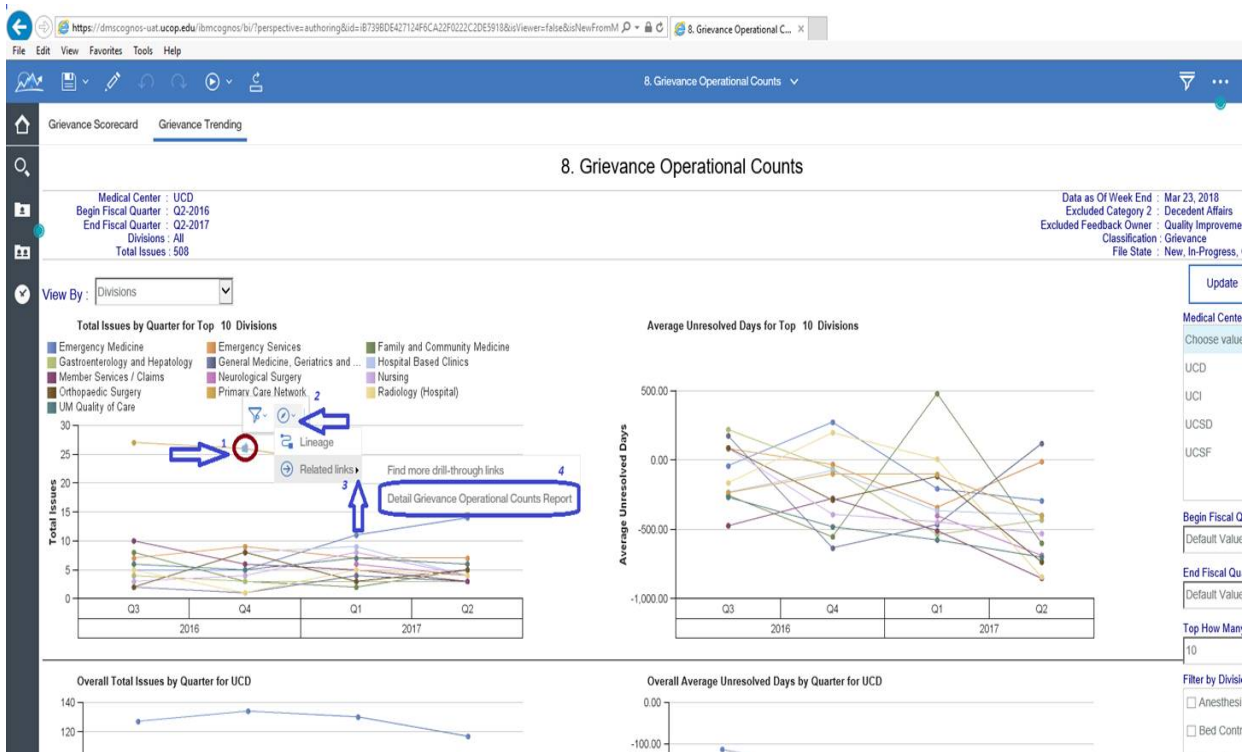 https://dmscognos-uat.ucop.edu/ibmcognos/bi/?perspective=authoring&id=iB739BDE427124F6CA22F0222C2DE5918&isViewer=false&isNewFromM
8. Grievance Operational C...
File Edit View Favorites Tools Help
8. Grievance Operational Counts
Grievance Scorecard Grievance Trending
8. Grievance Operational Counts
Medical Center : UCD
Begin Fiscal Quarter : Q2-2016
End Fiscal Quarter : Q2-2017
Divisions : All
Total Issues : 508
Data as Of Week End : Mar 23, 2018
Excluded Category 2 : Decedent Affairs
Excluded Feedback Owner : Quality Improveme
Classification : Grievance
File State : New, In-Progress,
View By : Divisions
Update
Total Issues by Quarter for Top 10 Divisions
Emergency Medicine Emergency Services Family and Community Medicine
Gastroenterology and Hepatology General Medicine, Geriatrics and ... Hospital Based Clinics
Member Services / Claims Neurological Surgery Nursing
Orthopaedic Surgery Primary Care Network Radiology (Hospital)
UM Quality of Care
1
2
Lineage
Related links
3
Find more drill-through links
4
Detail Grievance Operational Counts Report
Total Issues
30
25
20
15
10
5
0
Q3 Q4 Q1 Q2
2016 2017
Average Unresolved Days for Top 10 Divisions
Average Unresolved Days
500.00
0.00
-500.00
-1,000.00
Q3 Q4 Q1 Q2
2016 2017
Medical Cente
Choose value
UCD
UCI
UCSD
UCSF
Begin Fiscal Q
Default Value
End Fiscal Qu
Default Value
Top How Many
10
Filter by Divisi
Anesthesi
Bed Contr
Overall Total Issues by Quarter for UCD
140
120
Overall Average Unresolved Days by Quarter for UCD
0.00
-100.00